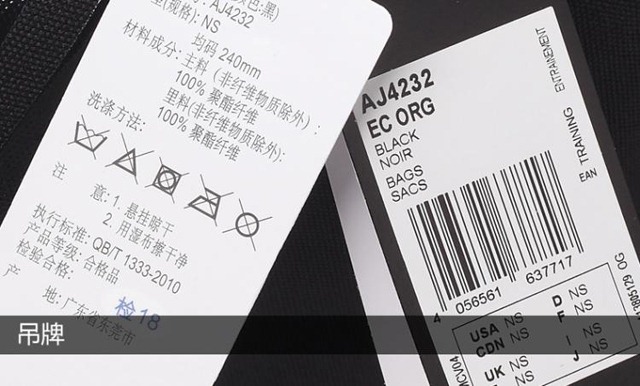 AJ4232
型(规格): NS
均码 240mm
材料成分: 主料 (非纤维物质除外):
100% 聚酯纤维
里料(非纤维物质除外):
100% 聚酯纤维
洗涤方法:
注 意: 1. 悬挂晾干
2. 用湿布擦干净
执行标准: QB/T 1333-2010
产品等级: 合格品
检验合格:
检 18
产 地: 广东省东莞市
AJ4232
EC ORG
BLACK
NOIR
BAGS
SACS
TRAINING
ENTRAINEMENT
EAN
4 056561 637717
USA NS
CDN NS
UK NS
D NS
F NS
I NS
J
MCV04
OG
吊牌